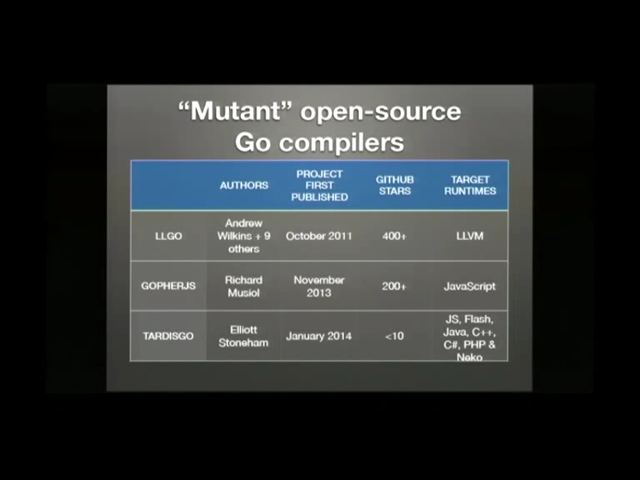 “Mutant” open-source
Go compilers
AUTHORS
PROJECT
FIRST
PUBLISHED
GITHUB
STARS
TARGET
RUNTIMES
LLGO
Andrew
Wilkins + 9
others
October 2011
400+
LLVM
GOPHERJS
Richard
Musiol
November
2013
200+
JavaScript
TARDISGO
Elliott
Stoneham
January 2014
<10
JS, Flash,
Java, C++,
C#, PHP &
Neko